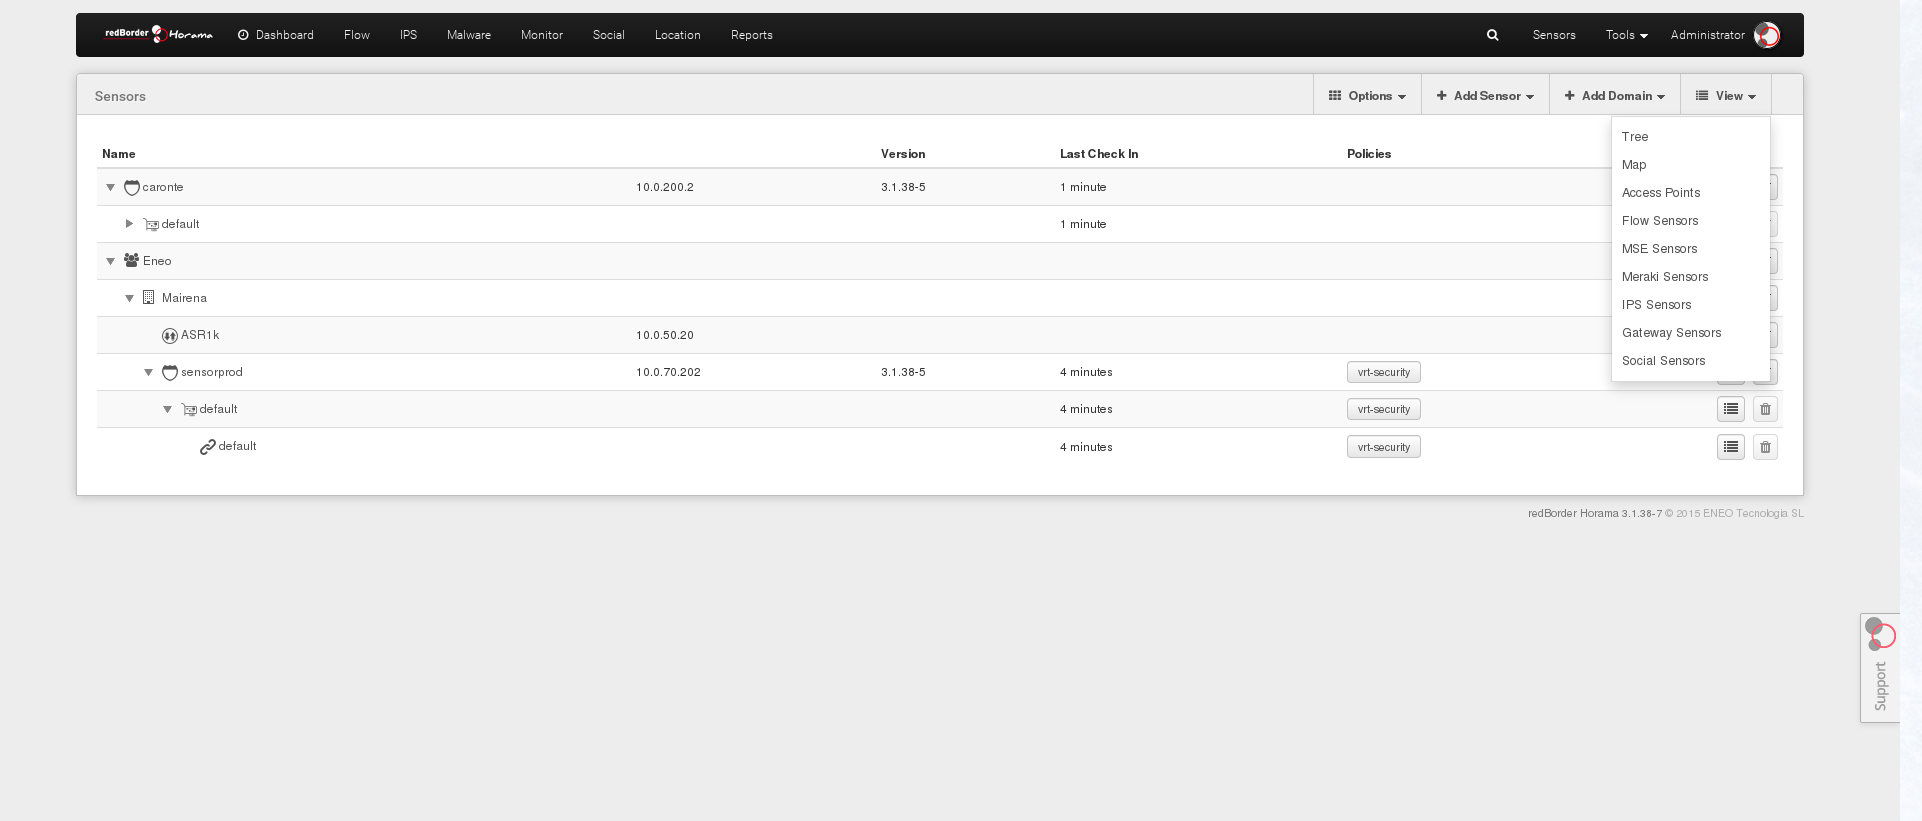 redBorder Horama Dashboard Flow IPS Malware Monitor Social Location Reports Sensors Tools Administrator
Sensors Options Add Sensor Add Domain View
Tree
Map
Access Points
Flow Sensors
MSE Sensors
Meraki Sensors
IPS Sensors
Gateway Sensors
Social Sensors
Name Version Last Check In Policies
caronte 10.0.200.2 3.1.38-5 1 minute
default 1 minute
Eneo
Mairena
ASR1k 10.0.50.20
sensorprod 10.0.70.202 3.1.38-5 4 minutes vrt-security
default 4 minutes vrt-security
default 4 minutes vrt-security
redBorder Horama 3.1.38-7 © 2015 ENEO Tecnologia SL
Support